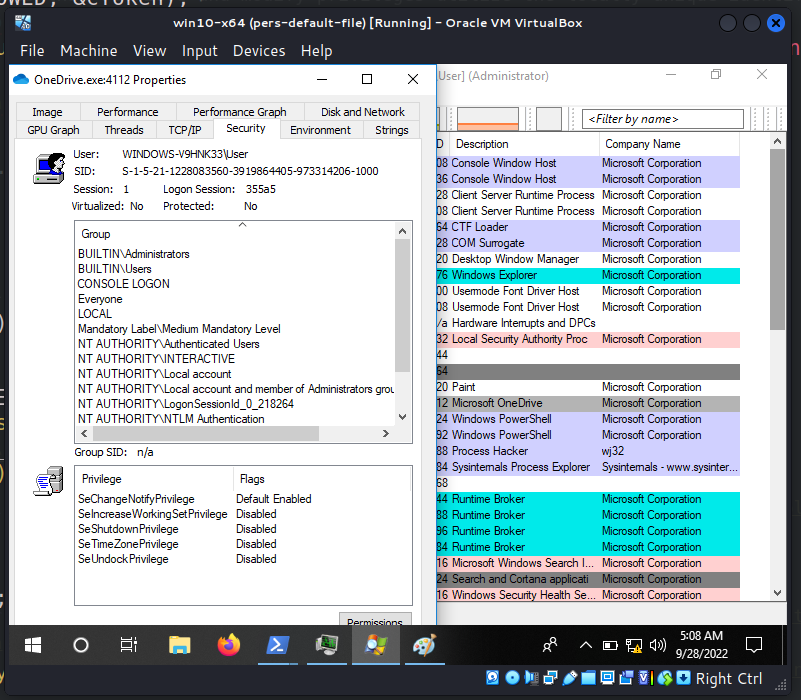 OWED, &cToken);
win10-x64 (pers-default-file) [Running] - Oracle VM VirtualBox
File Machine View Input Devices Help
OneDrive.exe:4112 Properties
User] (Administrator)
Image Performance Performance Graph Disk and Network
GPU Graph Threads TCP/IP Security Environment Strings
<Filter by name>
User: WINDOWS-V9HNK33\User
SID: S-1-5-21-1228083560-3919864405-973314206-1000
Session: 1 Logon Session: 355a5
Virtualized: No Protected: No
Group
BUILTIN\Administrators
BUILTIN\Users
CONSOLE LOGON
Everyone
LOCAL
Mandatory Label\Medium Mandatory Level
NT AUTHORITY\Authenticated Users
NT AUTHORITY\INTERACTIVE
NT AUTHORITY\Local account
NT AUTHORITY\Local account and member of Administrators grou
NT AUTHORITY\LogonSessionId_0_218264
NT AUTHORITY\NTLM Authentication
Group SID: n/a
Privilege Flags
SeChangeNotifyPrivilege Default Enabled
SeIncreaseWorkingSetPrivilege Disabled
SeShutdownPrivilege Disabled
SeTimeZonePrivilege Disabled
SeUndockPrivilege Disabled
Permissions
D Description Company Name
08 Console Window Host Microsoft Corporation
36 Console Window Host Microsoft Corporation
28 Client Server Runtime Process Microsoft Corporation
08 Client Server Runtime Process Microsoft Corporation
64 CTF Loader Microsoft Corporation
28 COM Surrogate Microsoft Corporation
20 Desktop Window Manager Microsoft Corporation
76 Windows Explorer Microsoft Corporation
00 Usermode Font Driver Host Microsoft Corporation
08 Usermode Font Driver Host Microsoft Corporation
/a Hardware Interrupts and DPCs
32 Local Security Authority Proc Microsoft Corporation
44
64
20 Paint Microsoft Corporation
12 Microsoft OneDrive Microsoft Corporation
24 Windows PowerShell Microsoft Corporation
92 Windows PowerShell Microsoft Corporation
88 Process Hacker wj32
84 Sysinternals Process Explorer Sysinternals - www.sysinter...
68
44 Runtime Broker Microsoft Corporation
88 Runtime Broker Microsoft Corporation
96 Runtime Broker Microsoft Corporation
84 Runtime Broker Microsoft Corporation
16 Microsoft Windows Search I... Microsoft Corporation
24 Search and Cortana applicati Microsoft Corporation
16 Windows Security Health Se... Microsoft Corporation
5:08 AM
9/28/2022
Right Ctrl